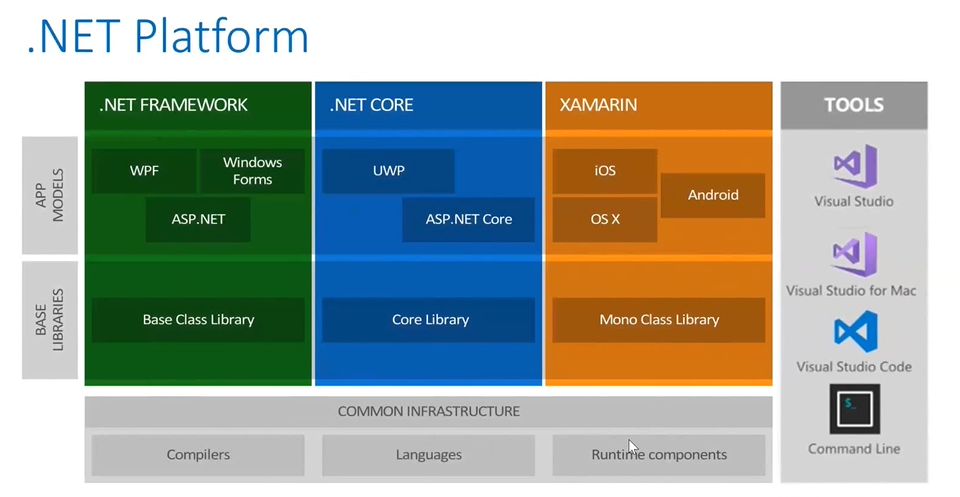 .NET Platform
.NET FRAMEWORK
.NET CORE
XAMARIN
TOOLS
APP
MODELS
WPF
Windows
Forms
ASP.NET
UWP
ASP.NET Core
iOS
OS X
Android
BASE
LIBRARIES
Base Class Library
Core Library
Mono Class Library
COMMON INFRASTRUCTURE
Compilers
Languages
Runtime components
Visual Studio
Visual Studio for Mac
Visual Studio Code
$_
Command Line